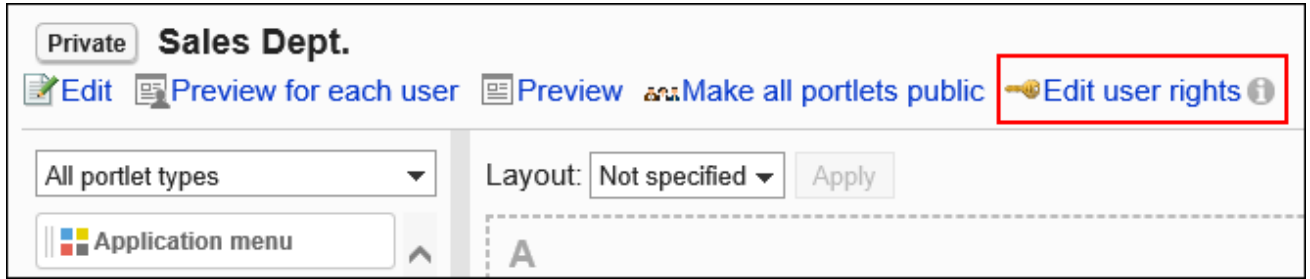 Private Sales Dept.
Edit Preview for each user Preview Make all portlets public Edit user rights
All portlet types Layout: Not specified Apply
Application menu A